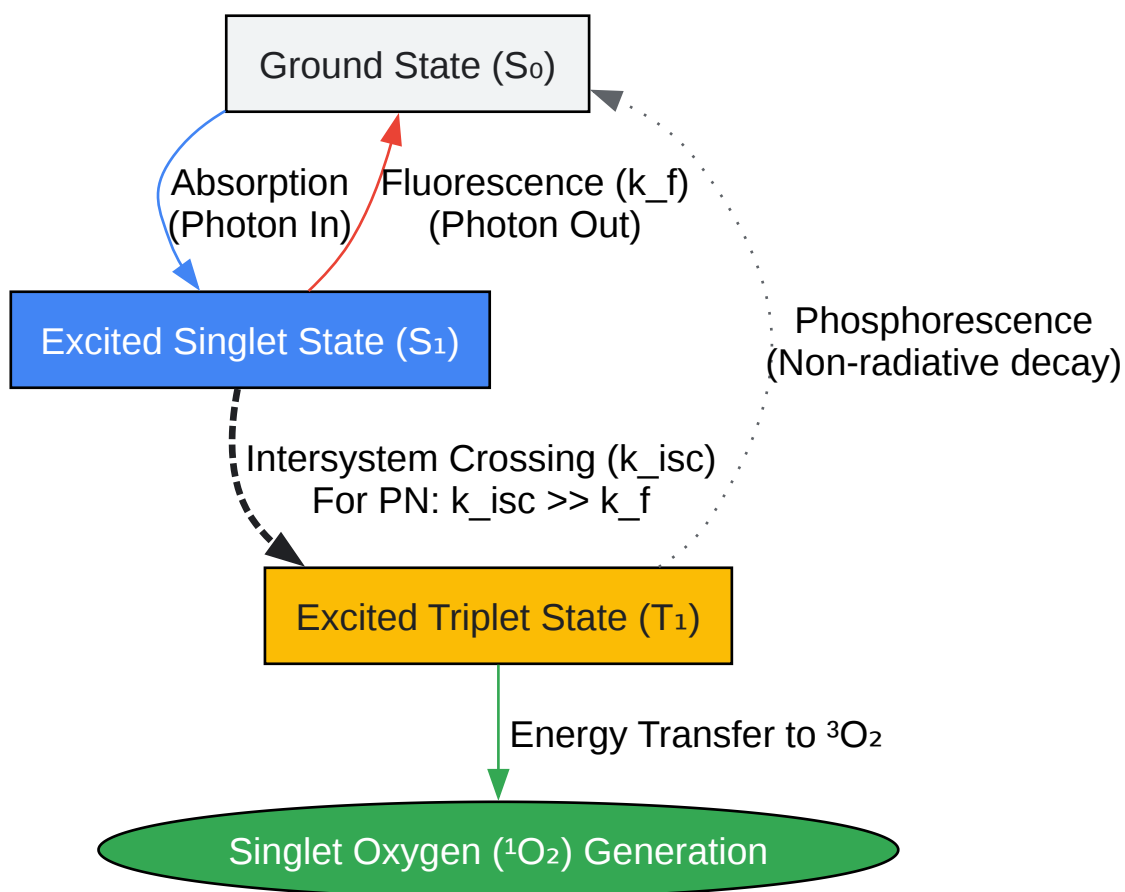 Ground State (S₀)
Absorption
(Photon In)
Fluorescence (k_f)
(Photon Out)
Excited Singlet State (S₁)
Phosphorescence
(Non-radiative decay)
Intersystem Crossing (k_isc)
For PN: k_isc >> k_f
Excited Triplet State (T₁)
Energy Transfer to ³O₂
Singlet Oxygen (¹O₂) Generation